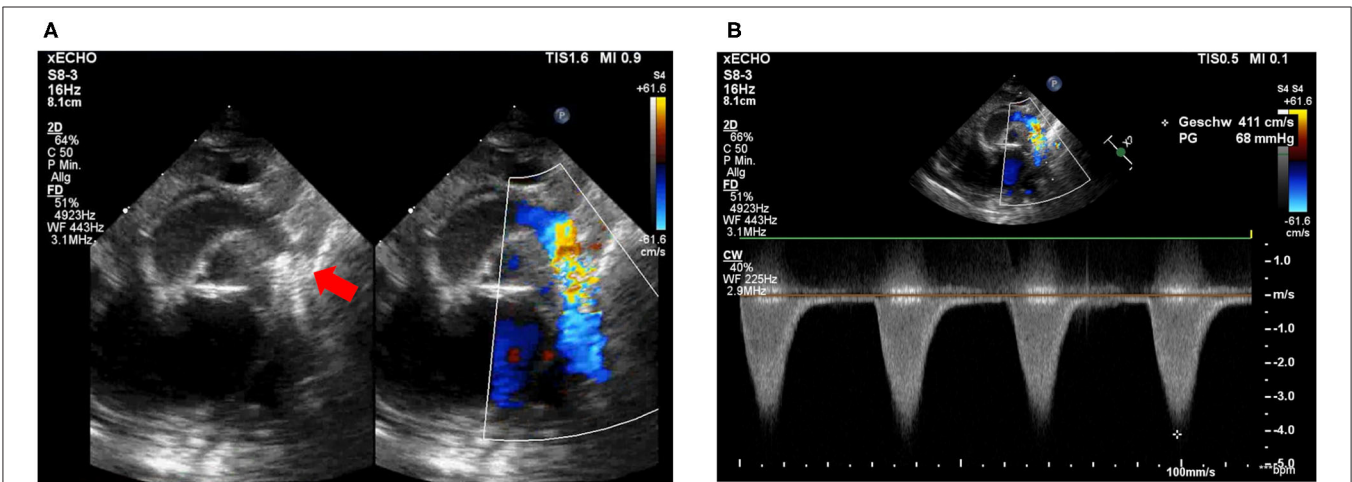 A
xECHO
TIS1.6 MI 0.9
S8-3
16Hz
8.1cm
2D
64%
C 50
P Min.
Allg
FD
51%
4923Hz
WF 443Hz
3.1MHz
S4
+61.6
-61.6
cm/s
P
B
xECHO
TIS0.5 MI 0.1
S8-3
16Hz
8.1cm
2D
66%
C 50
P Min.
Allg
FD
51%
4923Hz
WF 443Hz
3.1MHz
CW
40%
WF 225Hz
2.9MHz
P
S4 S4
+61.6
Geschw 411 cm/s
PG 68 mmHg
-61.6
cm/s
1.0
m/s
-1.0
-2.0
-3.0
-4.0
-5.0
100mm/s
***bpm